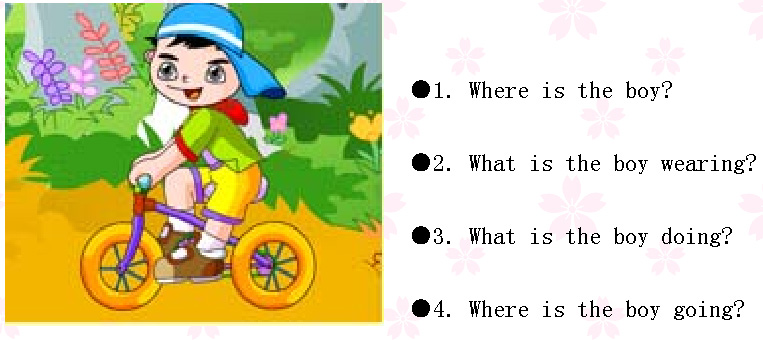 ●1. Where is the boy?
●2. What is the boy wearing?
●3. What is the boy doing?
●4. Where is the boy going?